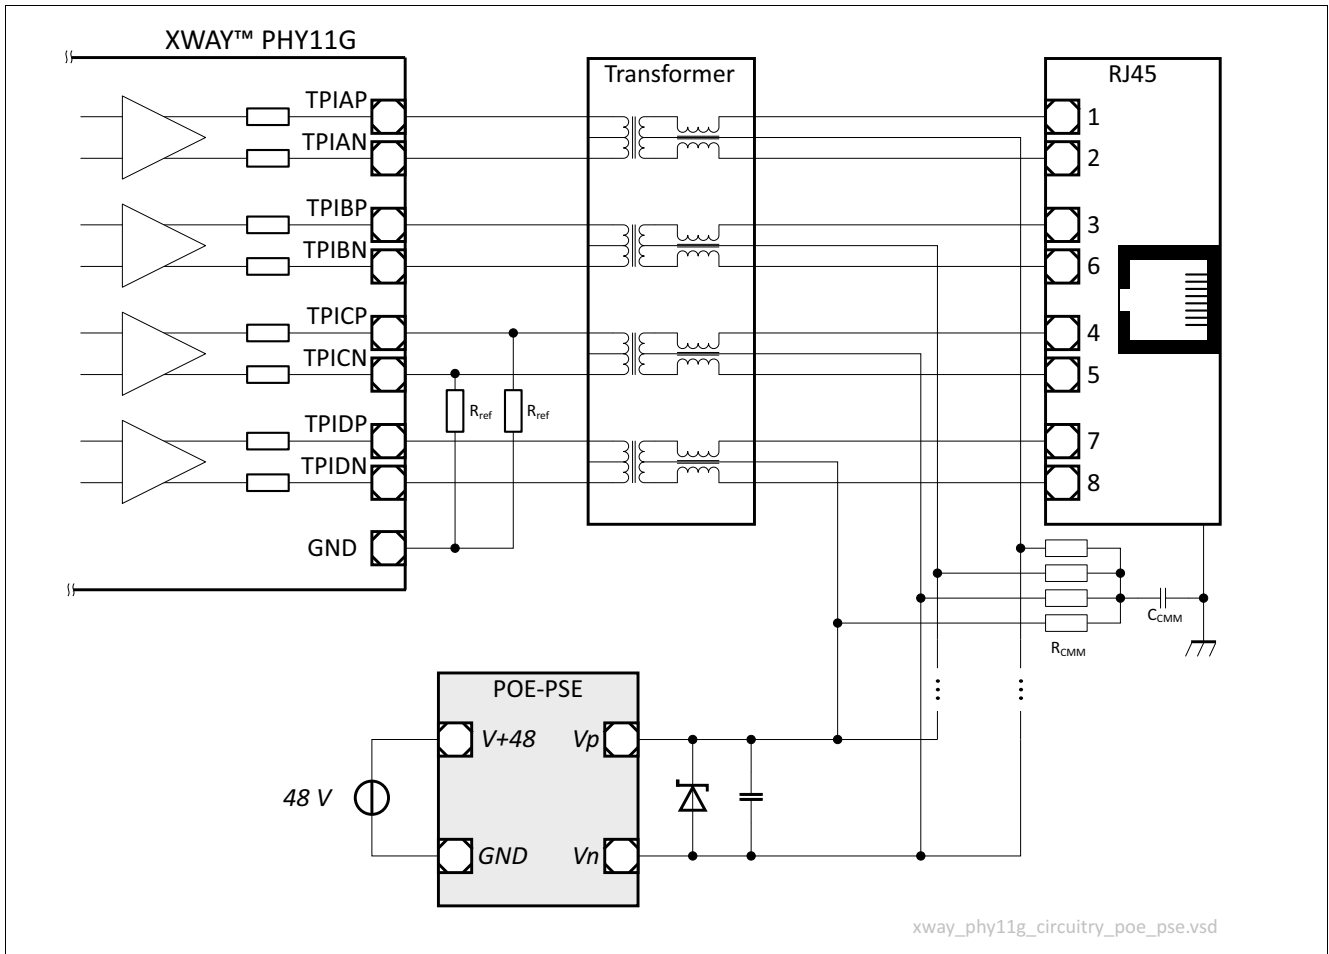 XWAY™ PHY11G
Transformer
RJ45
TPIAP
1
TPIAN
2
TPIBP
3
TPIBN
6
TPICP
4
TPICN
5
Rref
Rref
TPIDP
7
TPIDN
8
GND
CCMM
RCMM
POE-PSE
V+48
Vp
48 V
GND
Vn
xway_phy11g_circuitry_poe_pse.vsd